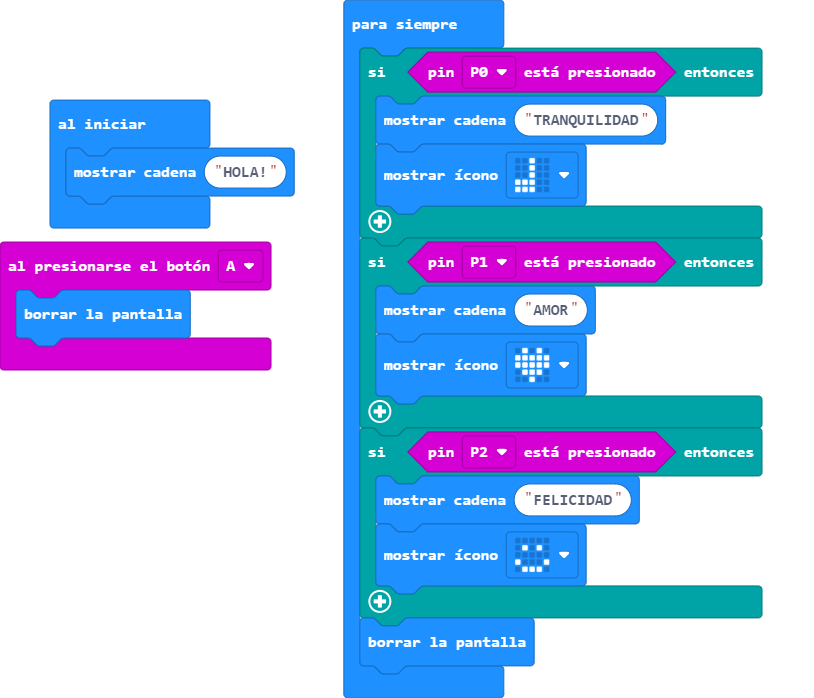 al iniciar
mostrar cadena "HOLA!"
al presionarse el botón A
borrar la pantalla
para siempre
si pin P0 está presionado entonces
mostrar cadena "TRANQUILIDAD"
mostrar ícono
si pin P1 está presionado entonces
mostrar cadena "AMOR"
mostrar ícono
si pin P2 está presionado entonces
mostrar cadena "FELICIDAD"
mostrar ícono
borrar la pantalla